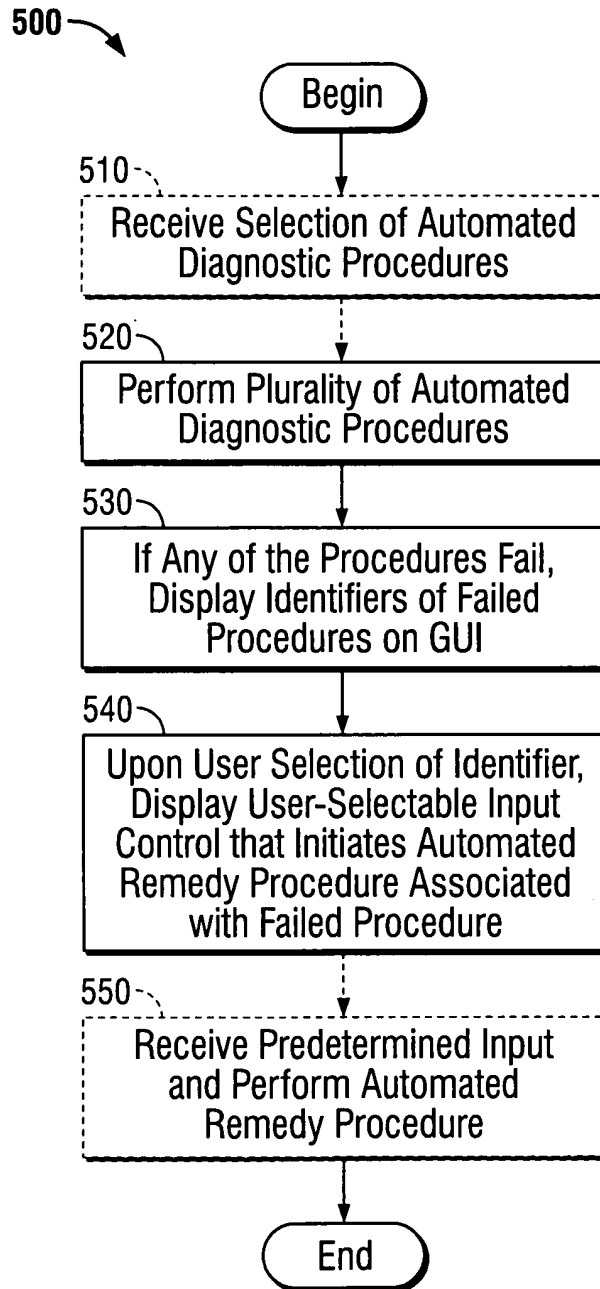 500
Begin
510
Receive Selection of Automated
Diagnostic Procedures
520
Perform Plurality of Automated
Diagnostic Procedures
530
If Any of the Procedures Fail,
Display Identifiers of Failed
Procedures on GUI
540
Upon User Selection of Identifier,
Display User-Selectable Input
Control that Initiates Automated
Remedy Procedure Associated
with Failed Procedure
550
Receive Predetermined Input
and Perform Automated
Remedy Procedure
End